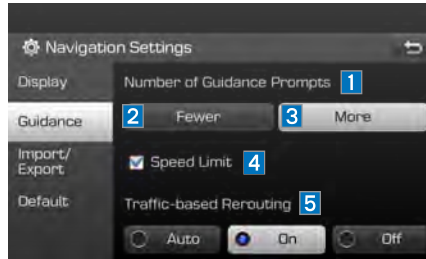 Navigation Settings
Display
Number of Guidance Prompts 1
Guidance
2 Fewer 3 More
Import/
Export
Speed Limit 4
Default
Traffic-based Rerouting 5
Auto On Off